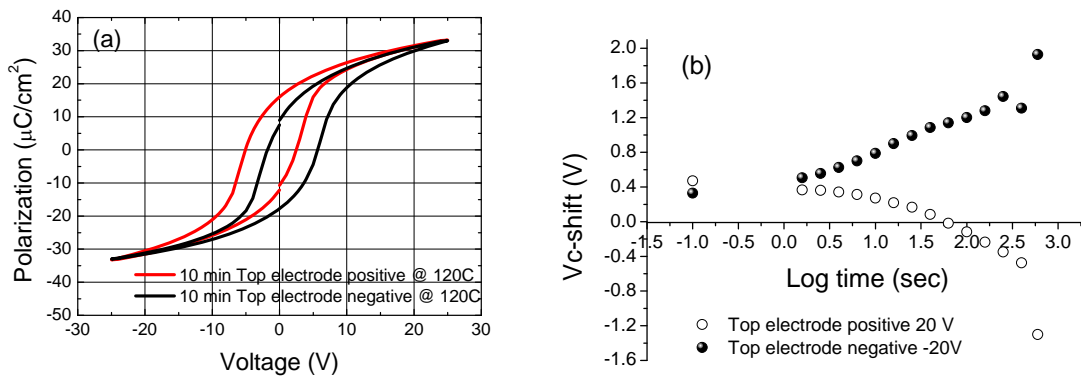 (a)
Polarization (μC/cm²)
40
30
20
10
0
-10
-20
-30
-40
-50
10 min Top electrode positive @ 120C
10 min Top electrode negative @ 120C
-30 -20 -10 0 10 20 30
Voltage (V)
(b)
Vc-shift (V)
2.0
1.6
1.2
0.8
0.4
0.0
-0.4
-0.8
-1.2
-1.6
-1.5 -1.0 -0.5 0.0 0.5 1.0 1.5 2.0 2.5 3.0
Log time (sec)
Top electrode positive 20 V
Top electrode negative -20V